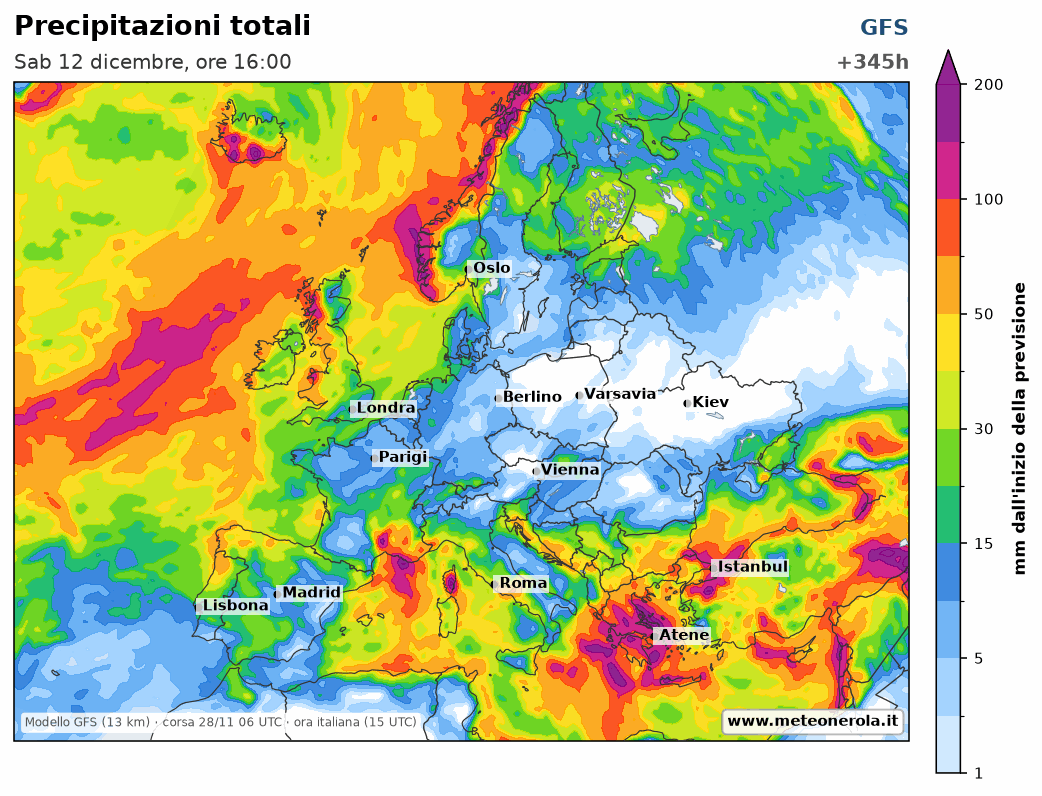 Precipitazioni totali
GFS
Sab 12 dicembre, ore 16:00
+345h
200
100
50
30
15
5
1
mm dall'inizio della previsione
Oslo
Berlino
Varsavia
Kiev
Londra
Parigi
Vienna
Istanbul
Roma
Madrid
Lisbona
Atene
Modello GFS (13 km) · corsa 28/11 06 UTC · ora italiana (15 UTC)
www.meteonerola.it